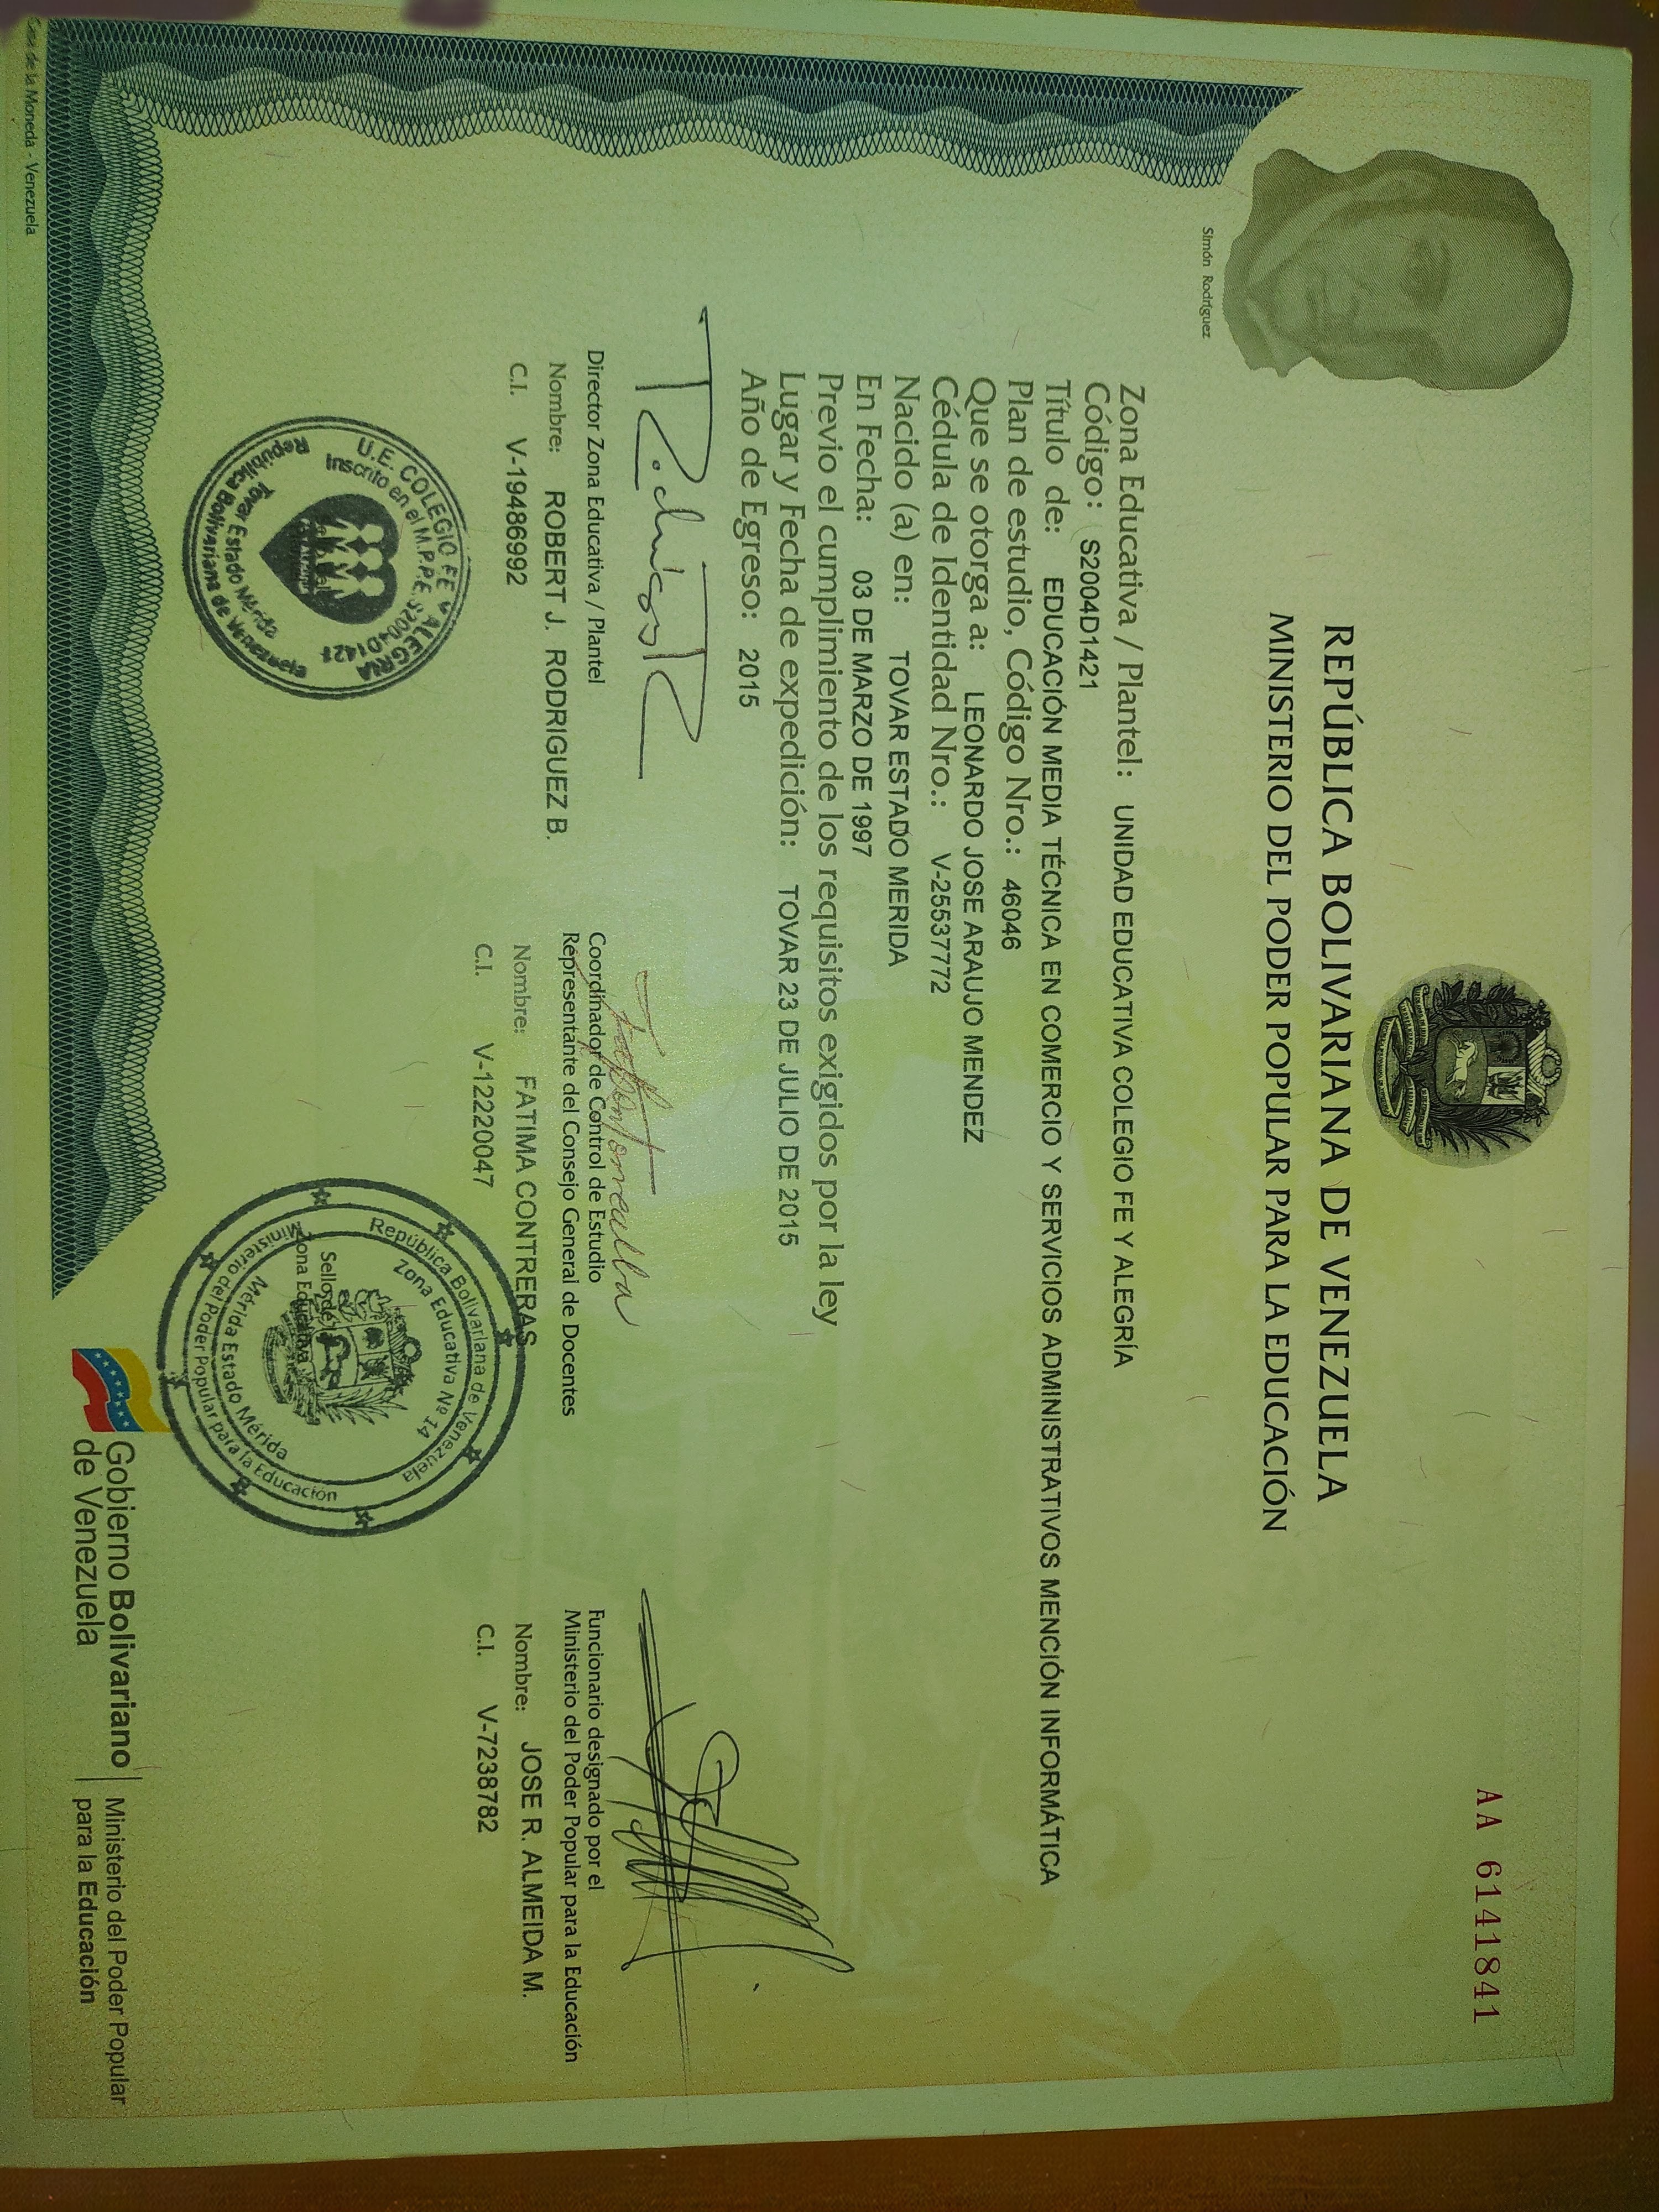 AA 6141841
REPÚBLICA BOLIVARIANA DE VENEZUELA
MINISTERIO DEL PODER POPULAR PARA LA EDUCACIÓN
Simón Rodríguez
Zona Educativa / Plantel: UNIDAD EDUCATIVA COLEGIO FE Y ALEGRÍA
Código: S2004D1421
Título de: EDUCACIÓN MEDIA TÉCNICA EN COMERCIO Y SERVICIOS ADMINISTRATIVOS MENCIÓN INFORMÁTICA
Plan de estudio, Código Nro.: 46046
Que se otorga a: LEONARDO JOSE ARAUJO MENDEZ
Cédula de Identidad Nro.: V-25537772
Nacido (a) en: TOVAR ESTADO MERIDA
En Fecha: 03 DE MARZO DE 1997
Previo el cumplimiento de los requisitos exigidos por la ley
Lugar y Fecha de expedición: TOVAR 23 DE JULIO DE 2015
Año de Egreso: 2015
Director Zona Educativa / Plantel
Nombre: ROBERT J. RODRIGUEZ B.
C.I. V-19486992
Coordinador de Control de Estudio
Representante del Consejo General de Docentes
Nombre: FATIMA CONTRERAS
C.I. V-12220047
Funcionario designado por el
Ministerio del Poder Popular para la Educación
Nombre: JOSE R. ALMEIDA M.
C.I. V-7238782
U.E. COLEGIO FE Y ALEGRIA
Inscrito en el M.P.P.E. S2004D1421
Tovar Estado Mérida
República Bolivariana de Venezuela
República Bolivariana de Venezuela
Zona Educativa Nº 14
Sello de
Zona Educativa
Mérida Estado Mérida
Ministerio del Poder Popular para la Educación
Gobierno Bolivariano
de Venezuela
Ministerio del Poder Popular
para la Educación
Casa de la Moneda - Venezuela